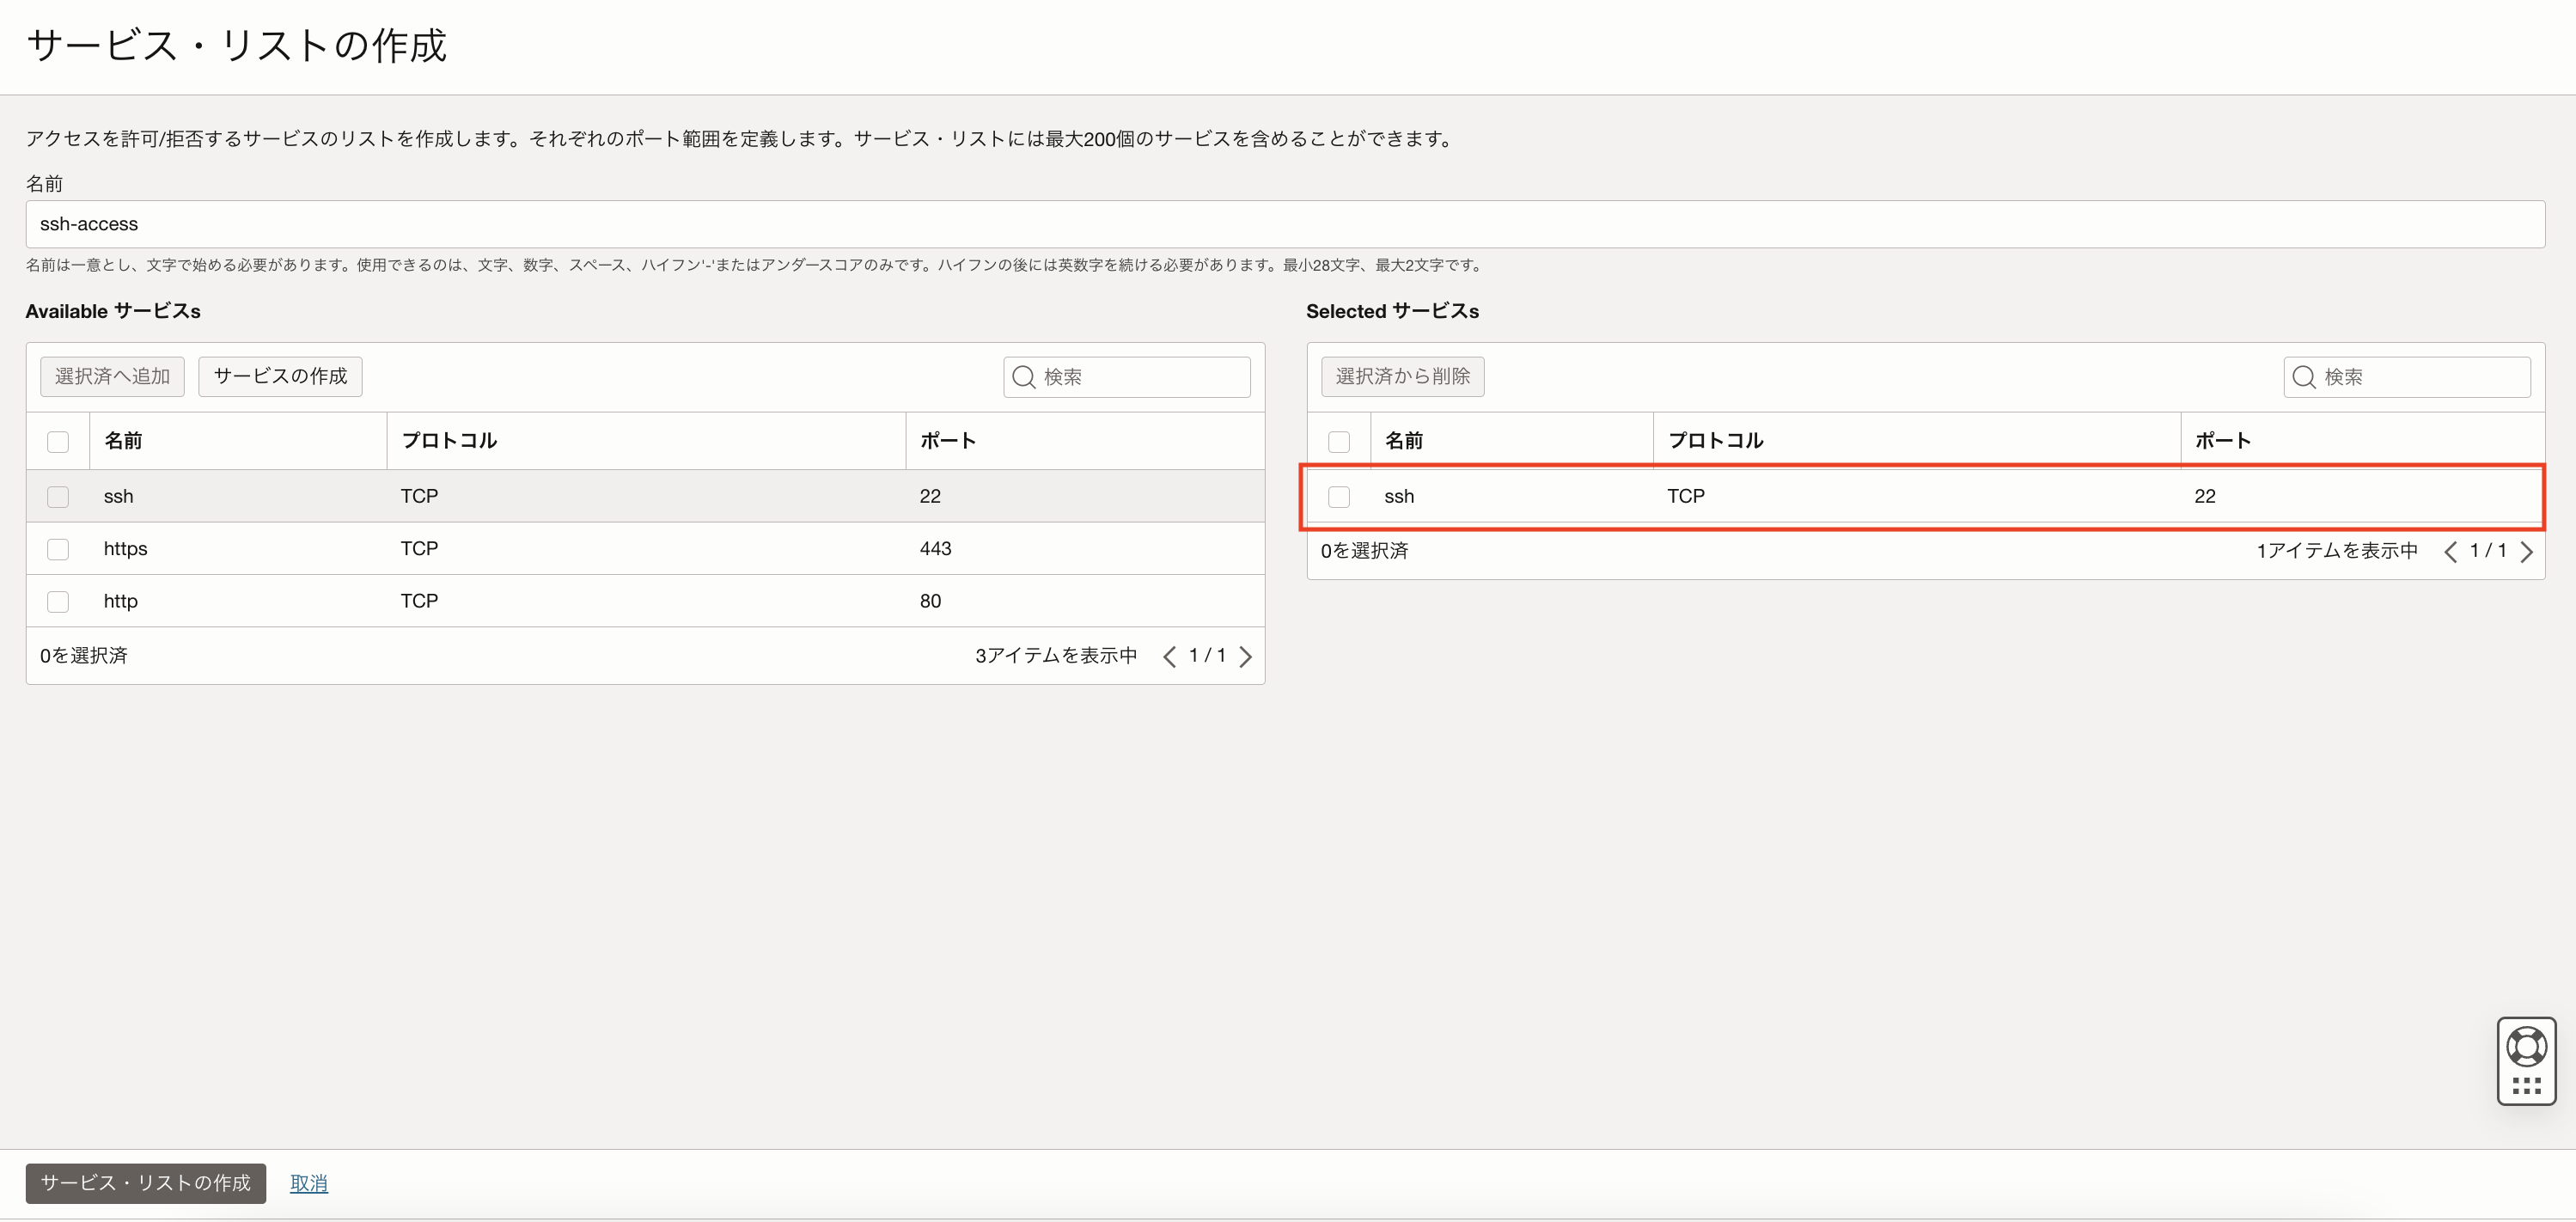 サービス・リストの作成
アクセスを許可/拒否するサービスのリストを作成します。それぞれのポート範囲を定義します。サービス・リストには最大200個のサービスを含めることができます。
名前
ssh-access
名前は一意とし、文字で始める必要があります。使用できるのは、文字、数字、スペース、ハイフン'-'またはアンダースコアのみです。ハイフンの後には英数字を続ける必要があります。最小28文字、最大2文字です。
Available サービスs
選択済へ追加 サービスの作成 検索
名前 プロトコル ポート
ssh TCP 22
https TCP 443
http TCP 80
0を選択済 3アイテムを表示中 1 / 1
Selected サービスs
選択済から削除 検索
名前 プロトコル ポート
ssh TCP 22
0を選択済 1アイテムを表示中 1 / 1
サービス・リストの作成 取消